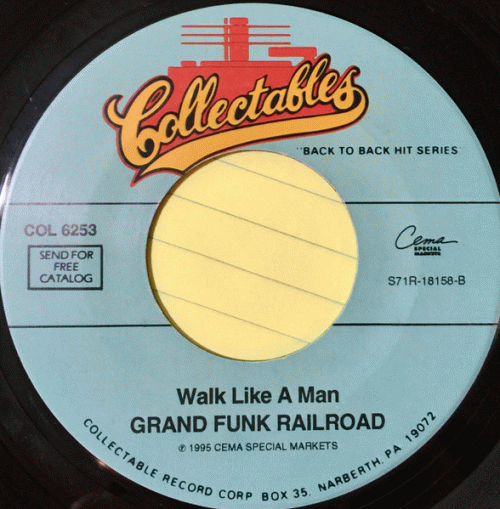 Collectables
"BACK TO BACK HIT SERIES"
COL 6253
SEND FOR
FREE
CATALOG
Cema
SPECIAL
MARKETS
S71R-18158-B
Walk Like A Man
GRAND FUNK RAILROAD
℗ 1995 CEMA SPECIAL MARKETS
COLLECTABLE RECORD CORP BOX 35, NARBERTH, PA 19072